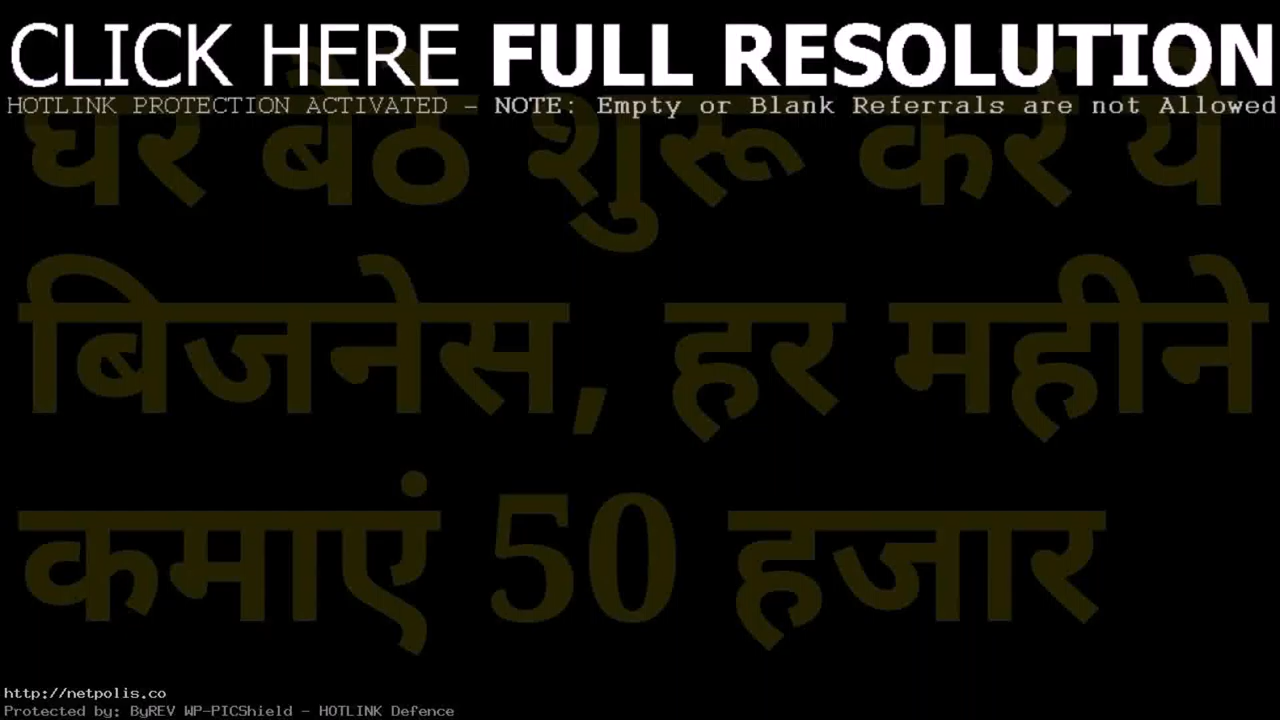 CLICK HERE FULL RESOLUTION
HOTLINK PROTECTION ACTIVATED – NOTE: Empty or Blank Referrals are not Allowed
घर बैठे शुरू करें ये
बिजनेस, हर महीने
कमाएं 50 हजार
http://netpolis.co
Protected by: ByREV WP-PICShield – HOTLINK Defence